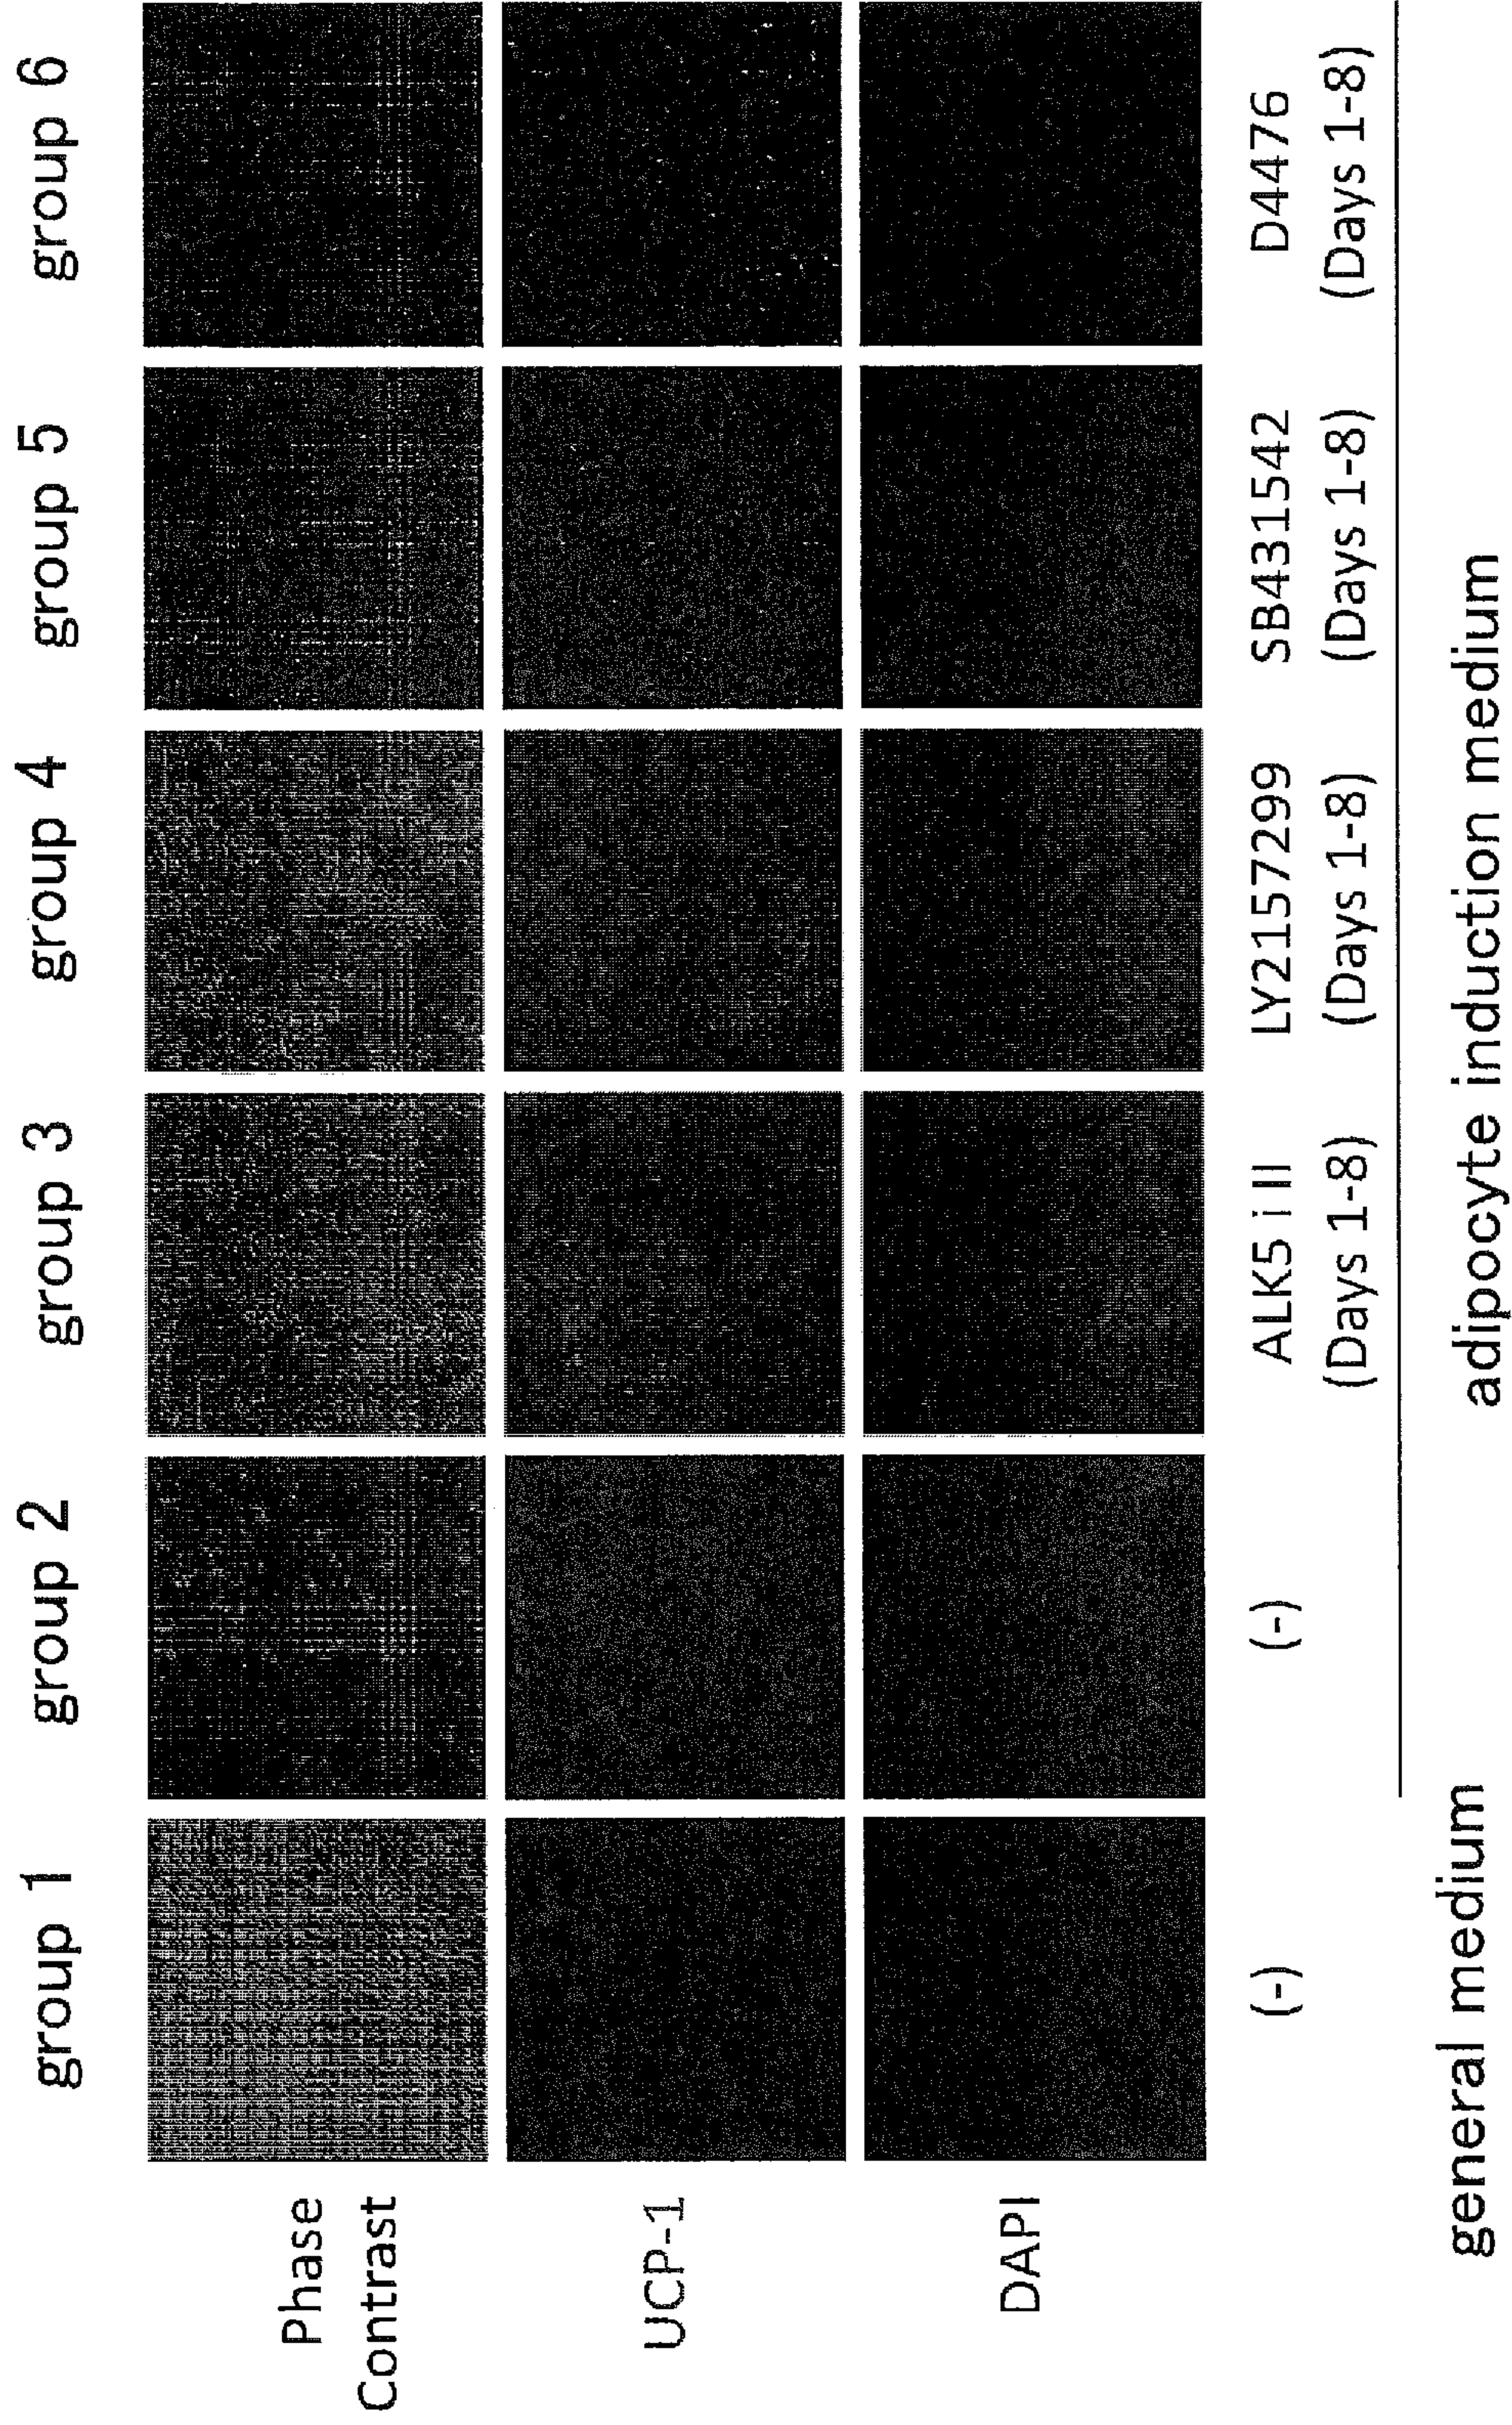 group 1
group 2
group 3
group 4
group 5
group 6
Phase
Contrast
UCP-1
DAPI
(-)
(-)
ALK5 i II
(Days 1-8)
LY2157299
(Days 1-8)
SB431542
(Days 1-8)
D4476
(Days 1-8)
general medium
adipocyte induction medium